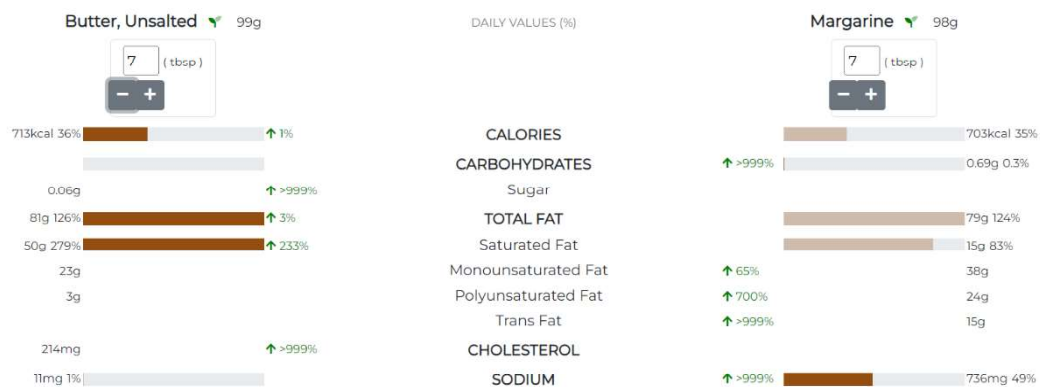 Butter, Unsalted 99g DAILY VALUES (%) Margarine 98g
7 (tbsp) 7 (tbsp)
− + − +
713kcal 36% ↑ 1% CALORIES 703kcal 35%
CARBOHYDRATES ↑ >999% 0.69g 0.3%
0.06g ↑ >999% Sugar
81g 126% ↑ 3% TOTAL FAT 79g 124%
50g 279% ↑ 233% Saturated Fat 15g 83%
23g Monounsaturated Fat ↑ 65% 38g
3g Polyunsaturated Fat ↑ 700% 24g
Trans Fat ↑ >999% 15g
214mg ↑ >999% CHOLESTEROL
11mg 1% SODIUM ↑ >999% 736mg 49%